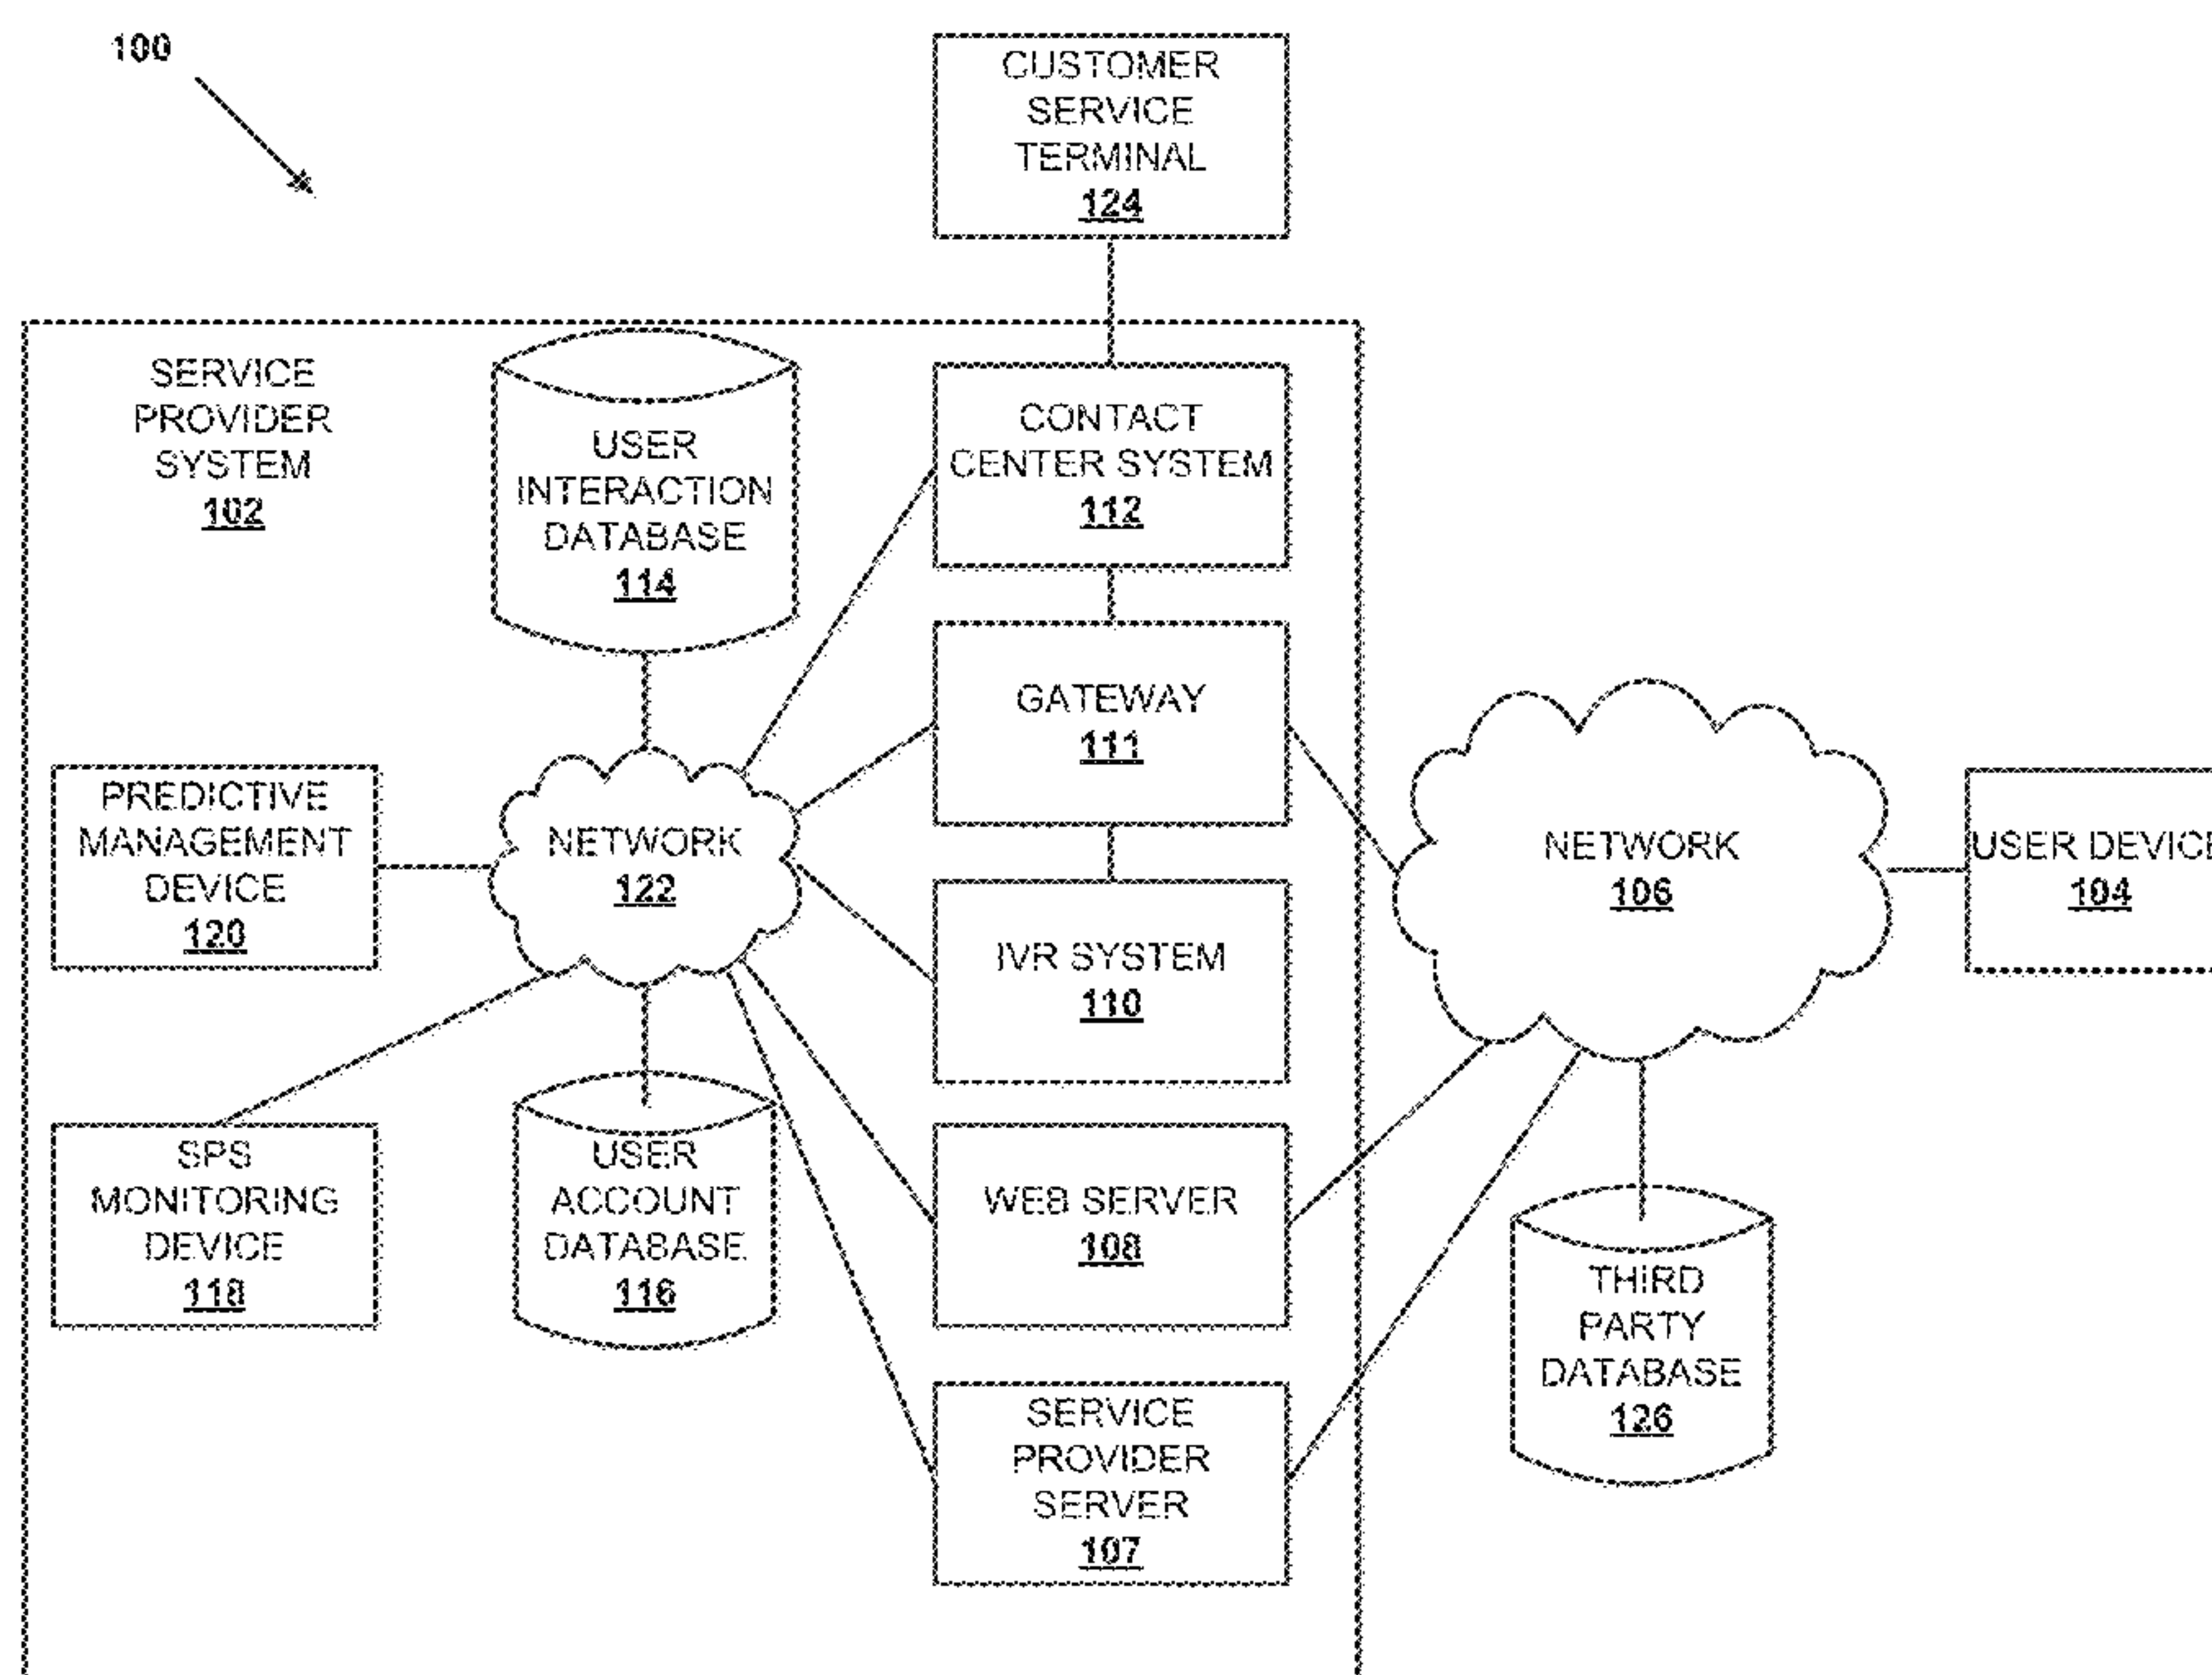 100
CUSTOMER
SERVICE
TERMINAL
124
SERVICE
PROVIDER
SYSTEM
102
USER
INTERACTION
DATABASE
114
CONTACT
CENTER SYSTEM
112
GATEWAY
111
PREDICTIVE
MANAGEMENT
DEVICE
120
NETWORK
122
IVR SYSTEM
110
NETWORK
106
USER DEVICE
104
SPS
MONITORING
DEVICE
118
USER
ACCOUNT
DATABASE
116
WEB SERVER
108
THIRD
PARTY
DATABASE
126
SERVICE
PROVIDER
SERVER
107